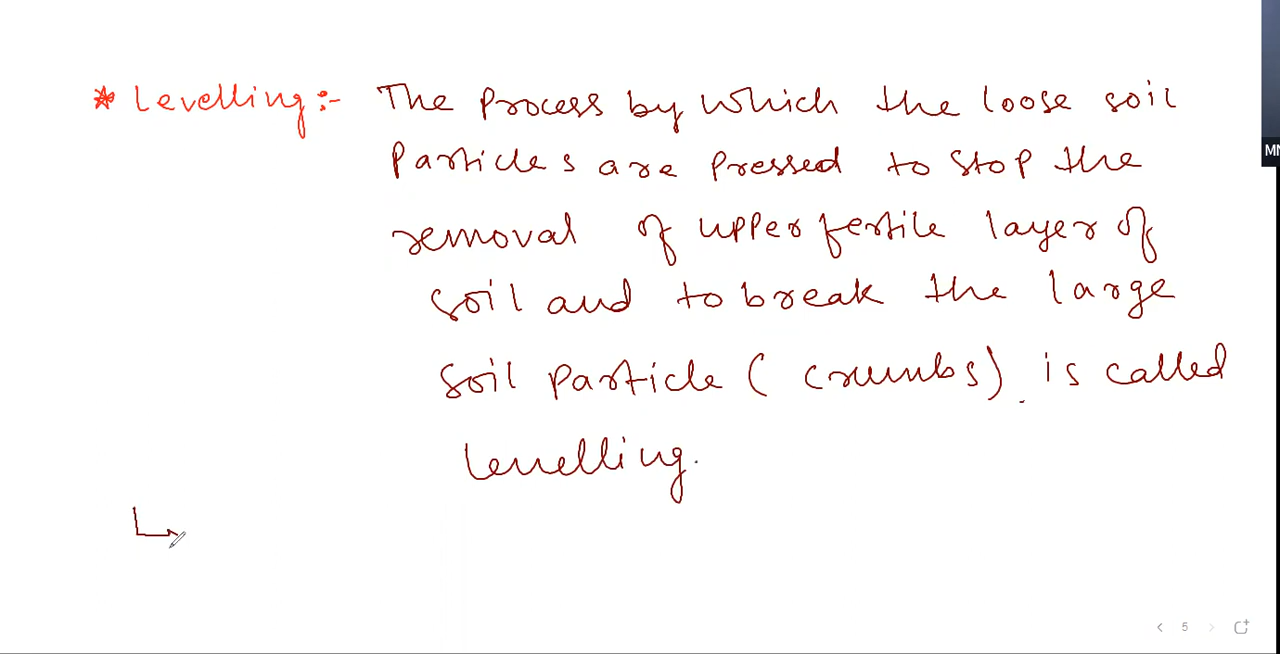 * Levelling:- The process by which the loose soil
particles are pressed to stop the
removal of upper fertile layer of
soil and to break the large
soil particle (crumbs) is called
levelling.
MN
< 5 >